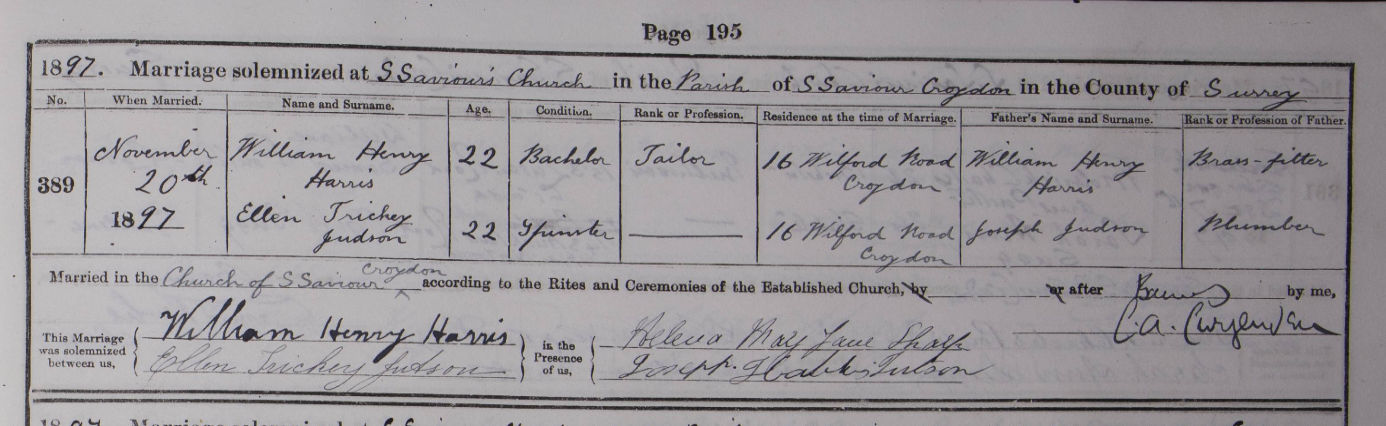 Page 195
1897. Marriage solemnized at S Saviour's Church in the Parish of S Saviour Croydon in the County of Surrey
No. When Married. Name and Surname. Age. Condition. Rank or Profession. Residence at the time of Marriage. Father's Name and Surname. Rank or Profession of Father.
November William Henry 22 Bachelor Tailor 16 Wilford Road William Henry Brass-fitter
389 20th Harris Croydon Harris
1897 Ellen Trickey 22 Spinster 16 Wilford Road Joseph Judson Plumber
Judson Croydon
Croydon
Married in the Church of S Saviour according to the Rites and Ceremonies of the Established Church, by or after Banns by me,
C.A.
This Marriage was solemnized between us, William Henry Harris in the Presence of us, Helena May Jane Sharp
Ellen Trickey Judson Joseph Judson
1897. Marriage solemnized at